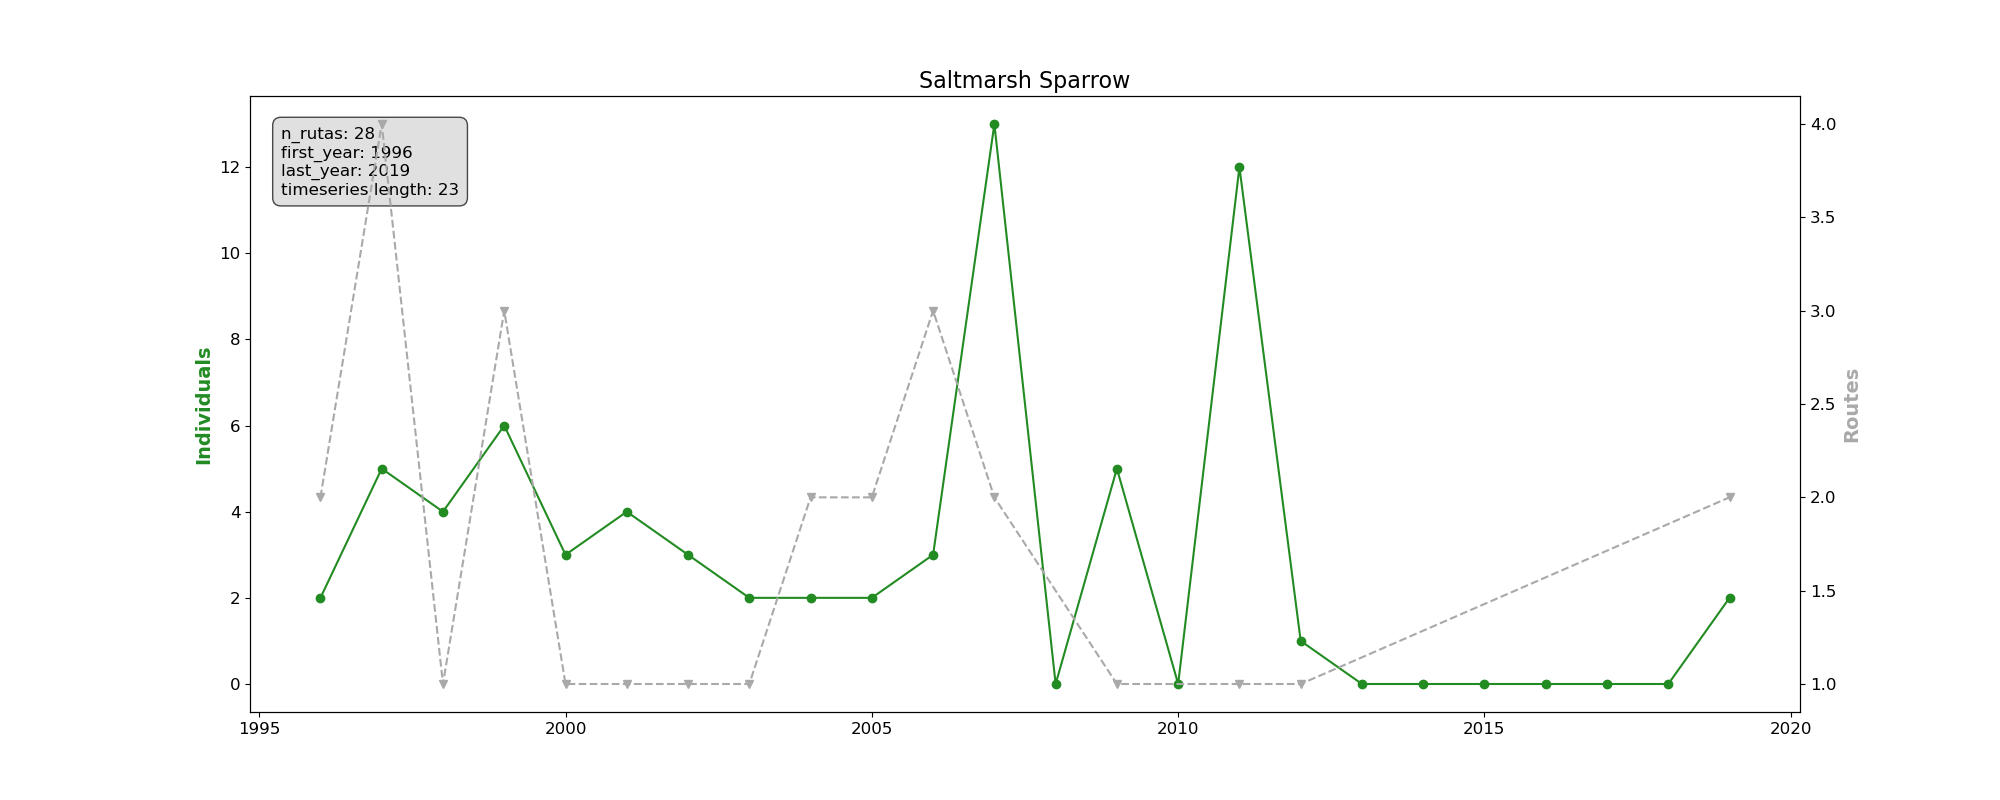 Saltmarsh Sparrow
n_rutas: 28
first_year: 1996
last_year: 2019
timeseries length: 23
Individuals
12
10
8
6
4
2
0
4.0
3.5
3.0
2.5
2.0
1.5
1.0
Routes
1995 2000 2005 2010 2015 2020